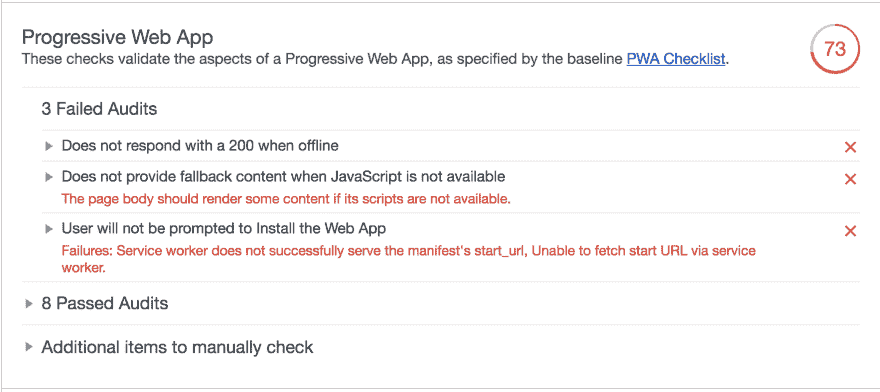 Progressive Web App
These checks validate the aspects of a Progressive Web App, as specified by the baseline PWA Checklist.
73
3 Failed Audits
Does not respond with a 200 when offline
Does not provide fallback content when JavaScript is not available
The page body should render some content if its scripts are not available.
User will not be prompted to Install the Web App
Failures: Service worker does not successfully serve the manifest's start_url, Unable to fetch start URL via service
worker.
8 Passed Audits
Additional items to manually check